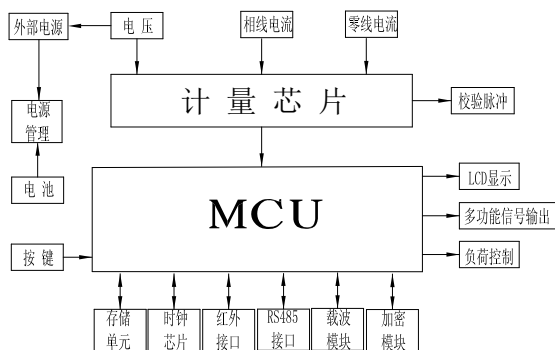 外部电源
电 压
相线电流
零线电流
计 量 芯 片
校验脉冲
电源
管理
电 池
MCU
LCD显示
多功能信号输出
负荷控制
按 键
存储
单元
时钟
芯片
红外
接口
RS485
接口
载波
模块
加密
模块